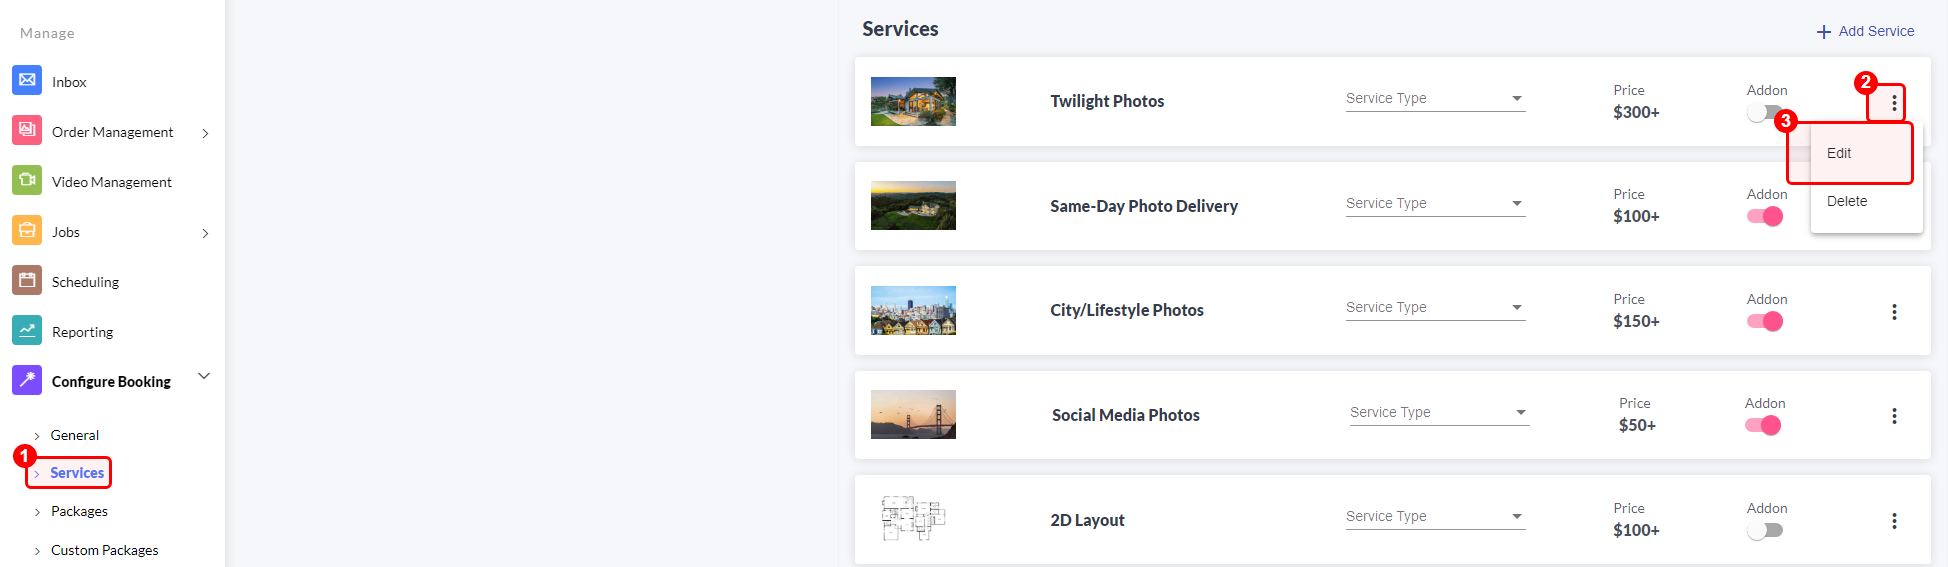 Manage
Inbox
Order Management
Video Management
Jobs
Scheduling
Reporting
Configure Booking
General
1
Services
Packages
Custom Packages
Services
Add Service
Twilight Photos
Service Type
Price
$300+
Addon
2
3
Edit
Delete
Same-Day Photo Delivery
Service Type
Price
$100+
Addon
City/Lifestyle Photos
Service Type
Price
$150+
Addon
Social Media Photos
Service Type
Price
$50+
Addon
2D Layout
Service Type
Price
$100+
Addon